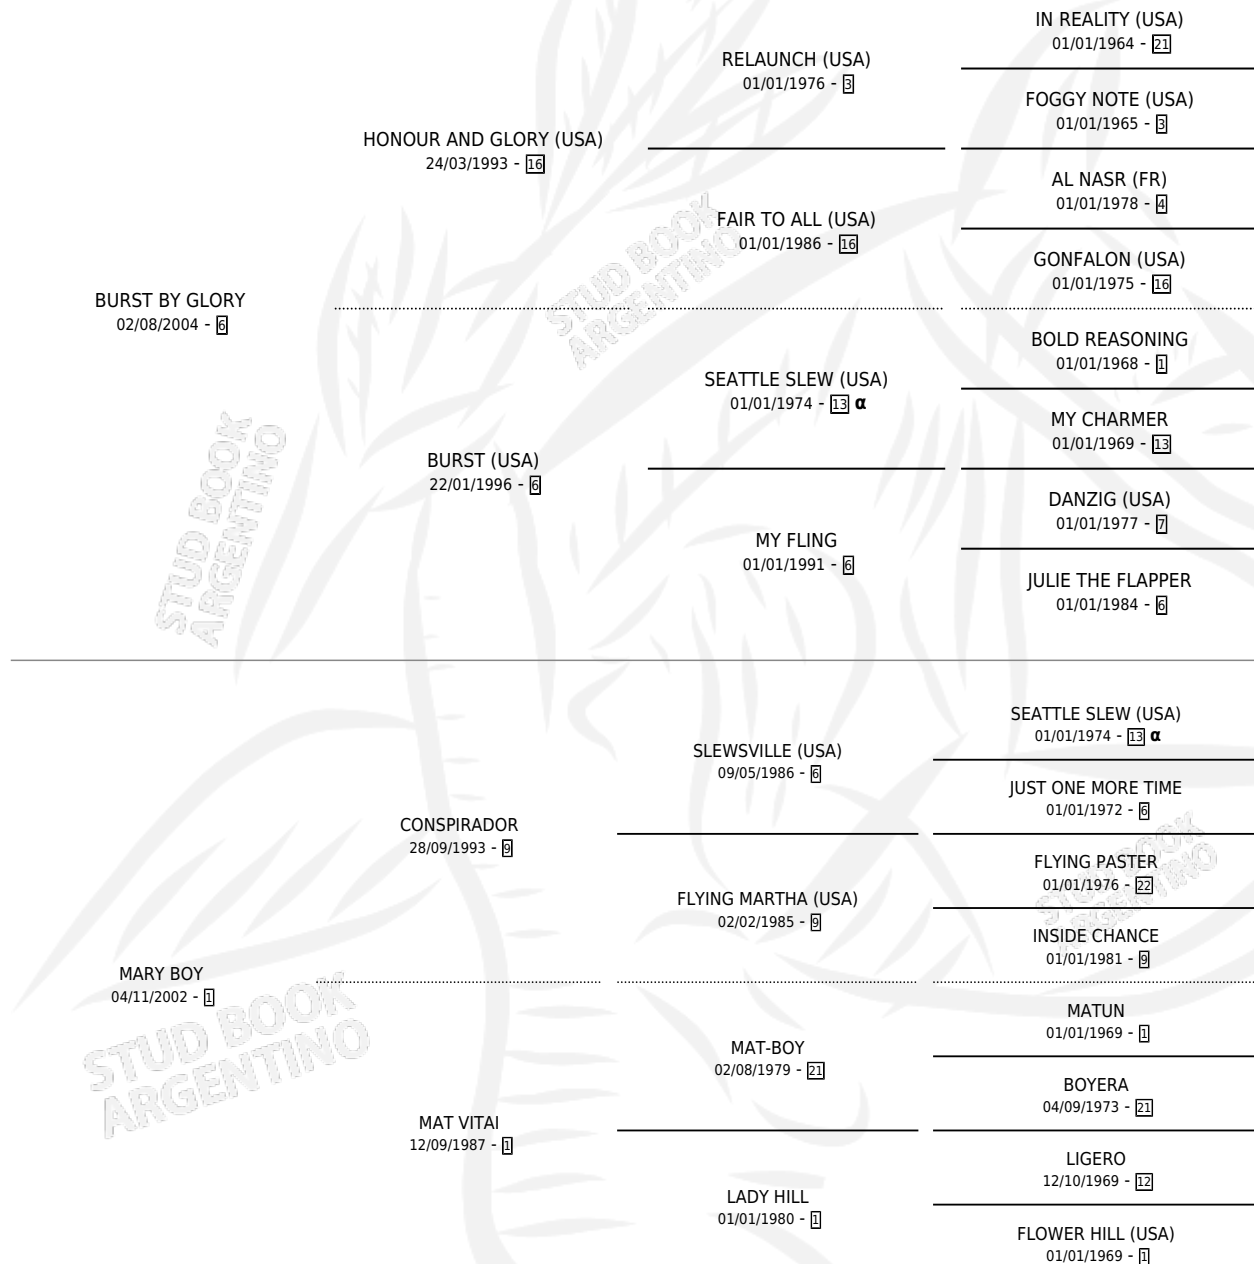 IN REALITY (USA)
01/01/1964 - 21
RELAUNCH (USA)
01/01/1976 - 3
FOGGY NOTE (USA)
01/01/1965 - 3
HONOUR AND GLORY (USA)
24/03/1993 - 16
AL NASR (FR)
01/01/1978 - 4
FAIR TO ALL (USA)
01/01/1986 - 16
GONFALON (USA)
01/01/1975 - 16
BURST BY GLORY
02/08/2004 - 6
BOLD REASONING
01/01/1968 - 1
SEATTLE SLEW (USA)
01/01/1974 - 13 α
MY CHARMER
01/01/1969 - 13
BURST (USA)
22/01/1996 - 6
DANZIG (USA)
01/01/1977 - 7
MY FLING
01/01/1991 - 6
JULIE THE FLAPPER
01/01/1984 - 6
SEATTLE SLEW (USA)
01/01/1974 - 13 α
SLEWSVILLE (USA)
09/05/1986 - 6
JUST ONE MORE TIME
01/01/1972 - 6
CONSPIRADOR
28/09/1993 - 9
FLYING PASTER
01/01/1976 - 22
FLYING MARTHA (USA)
02/02/1985 - 9
INSIDE CHANCE
01/01/1981 - 9
MARY BOY
04/11/2002 - 1
MATUN
01/01/1969 - 1
MAT-BOY
02/08/1979 - 21
BOYERA
04/09/1973 - 21
MAT VITAI
12/09/1987 - 1
LIGERO
12/10/1969 - 12
LADY HILL
01/01/1980 - 1
FLOWER HILL (USA)
01/01/1969 - 1
STUD BOOK
ARGENTINO
STUD BOOK
ARGENTINO
STUD BOOK
ARGENTINO
STUD BOOK
ARGENTINO